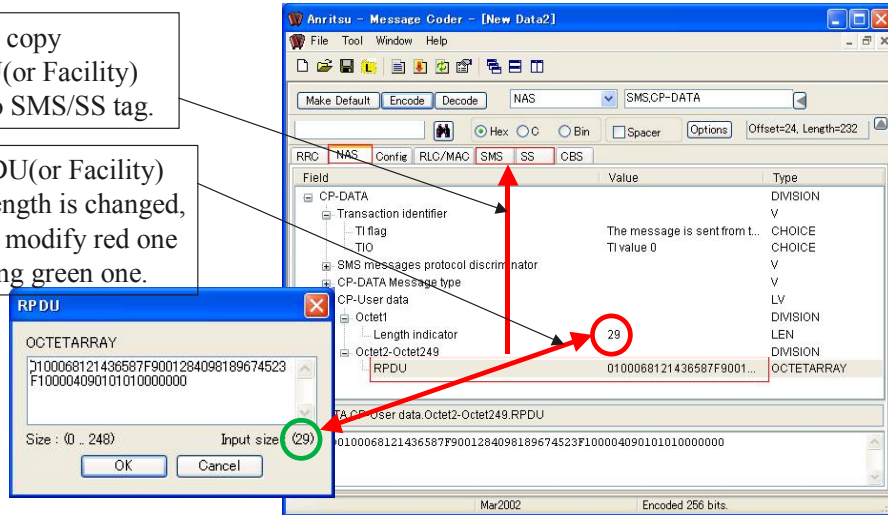 copy
(or Facility)
SMS/SS tag.
DU(or Facility)
ength is changed,
modify red one
ng green one.
Anritsu - Message Coder - [New Data2]
File Tool Window Help
Make Default Encode Decode NAS SMS,CP-DATA
Hex C Bin Spacer Options Offset=24, Length=232
RRC NAS Config RLC/MAC SMS SS CBS
Field Value Type
CP-DATA DIVISION
Transaction identifier V
TI flag The message is sent from t... CHOICE
TIO TI value 0 CHOICE
SMS messages protocol discriminator V
CP-DATA Message type V
CP-User data LV
Octet1 DIVISION
Length indicator 29 LEN
Octet2-Octet249 DIVISION
RPDU 0100068121436587F9001... OCTETARRAY
TA.CP-User data.Octet2-Octet249.RPDU
00100068121436587F9001284098189674523F100004090101010000000
Mar2002 Encoded 256 bits.
RPDU
OCTETARRAY
0100068121436587F9001284098189674523
F100004090101010000000
Size : (0 .. 248) Input size : (29)
OK Cancel